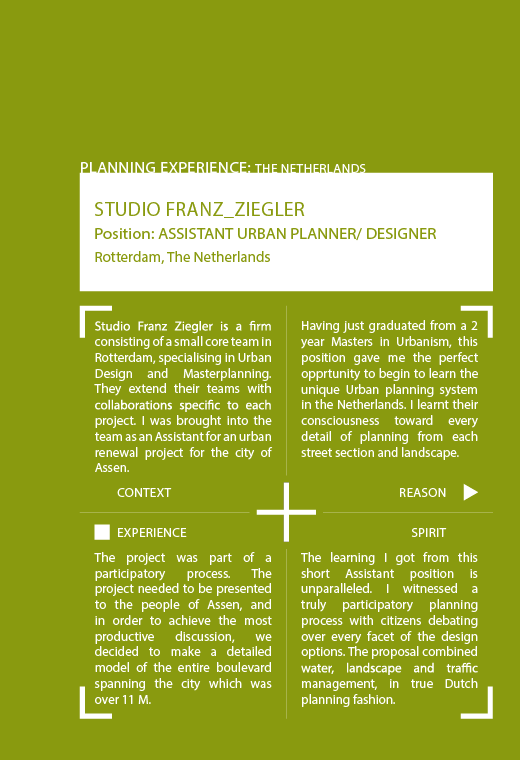 PLANNING EXPERIENCE: THE NETHERLANDS
STUDIO FRANZ_ZIEGLER
Position: ASSISTANT URBAN PLANNER/ DESIGNER
Rotterdam, The Netherlands
Studio Franz Ziegler is a firm
consisting of a small core team in
Rotterdam, specialising in Urban
Design and Masterplanning.
They extend their teams with
collaborations specific to each
project. I was brought into the
team as an Assistant for an urban
renewal project for the city of
Assen.
CONTEXT
Having just graduated from a 2
year Masters in Urbanism, this
position gave me the perfect
opprtunity to begin to learn the
unique Urban planning system
in the Netherlands. I learnt their
consciousness toward every
detail of planning from each
street section and landscape.
REASON
EXPERIENCE
The project was part of a
participatory process. The
project needed to be presented
to the people of Assen, and
in order to achieve the most
productive discussion, we
decided to make a detailed
model of the entire boulevard
spanning the city which was
over 11 M.
SPIRIT
The learning I got from this
short Assistant position is
unparalleled. I witnessed a
truly participatory planning
process with citizens debating
over every facet of the design
options. The proposal combined
water, landscape and traffic
management, in true Dutch
planning fashion.